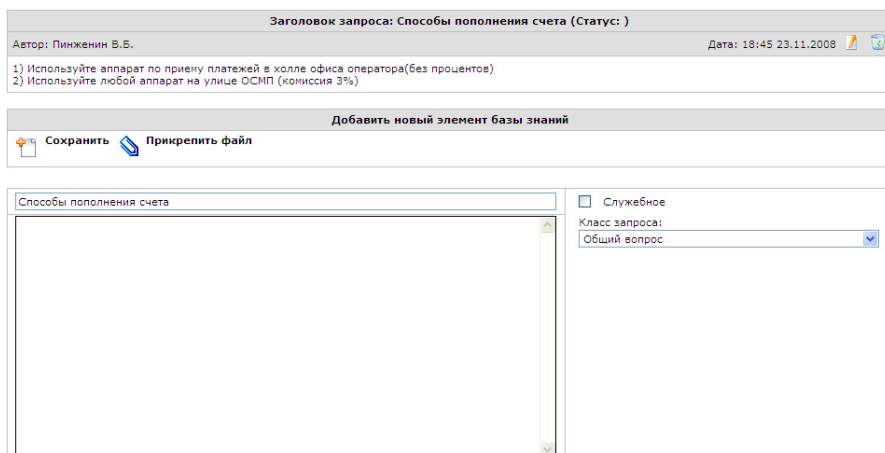 Заголовок запроса: Способы пополнения счета (Статус: )
Автор: Пинженин В.Б. Дата: 18:45 23.11.2008
1) Используйте аппарат по приему платежей в холле офиса оператора(без процентов)
2) Используйте любой аппарат на улице ОСМП (комиссия 3%)
Добавить новый элемент базы знаний
Сохранить Прикрепить файл
Способы пополнения счета
Служебное
Класс запроса:
Общий вопрос